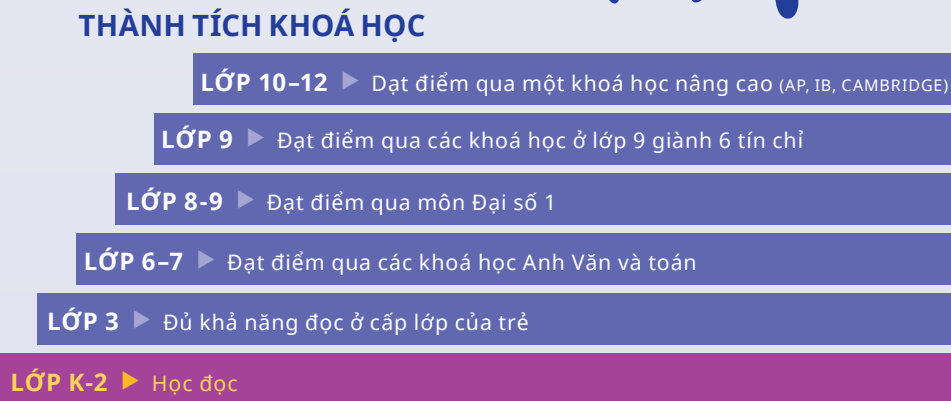 THÀNH TÍCH KHOÁ HỌC
LỚP 10–12 ▶ Dạt điểm qua một khoá học nâng cao (AP, IB, CAMBRIDGE)
LỚP 9 ▶ Đạt điểm qua các khoá học ở lớp 9 giành 6 tín chỉ
LỚP 8-9 ▶ Đạt điểm qua môn Đại số 1
LỚP 6–7 ▶ Đạt điểm qua các khoá học Anh Văn và toán
LỚP 3 ▶ Đủ khả năng đọc ở cấp lớp của trẻ
LỚP K-2 ▶ Học đọc